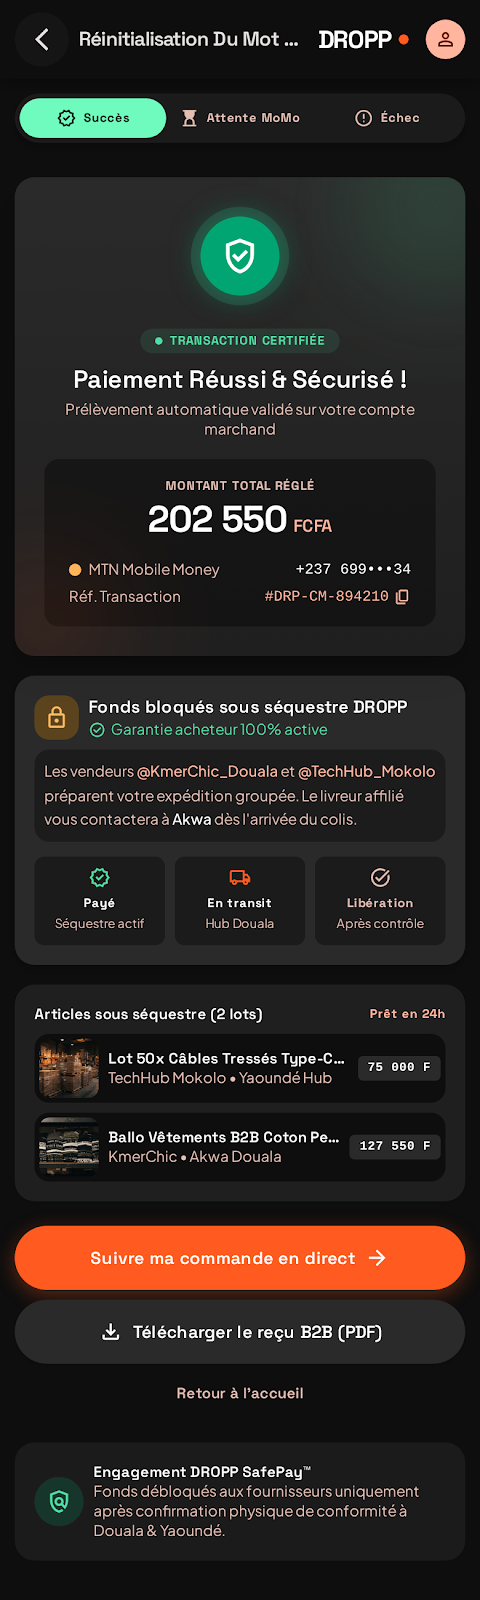 Réinitialisation Du Mot ...
DROPP
Succès
Attente MoMo
Échec
TRANSACTION CERTIFIÉE
Paiement Réussi & Sécurisé !
Prélèvement automatique validé sur votre compte
marchand
MONTANT TOTAL RÉGLÉ
202 550 FCFA
MTN Mobile Money
+237 699•••34
Réf. Transaction
#DRP-CM-894210
Fonds bloqués sous séquestre DROPP
Garantie acheteur 100% active
Les vendeurs @KmerChic_Douala et @TechHub_Mokolo
préparent votre expédition groupée. Le livreur affilié
vous contactera à Akwa dès l'arrivée du colis.
Payé
Séquestre actif
En transit
Hub Douala
Libération
Après contrôle
Articles sous séquestre (2 lots)
Prêt en 24h
Lot 50x Câbles Tressés Type-C...
TechHub Mokolo • Yaoundé Hub
75 000 F
Ballo Vêtements B2B Coton Pe...
KmerChic • Akwa Douala
127 550 F
Suivre ma commande en direct
Télécharger le reçu B2B (PDF)
Retour à l'accueil
Engagement DROPP SafePay™
Fonds débloqués aux fournisseurs uniquement
après confirmation physique de conformité à
Douala & Yaoundé.